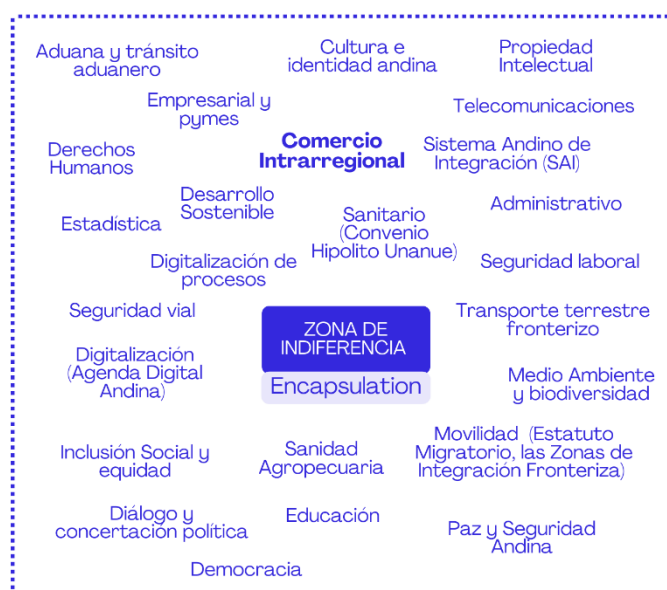 Aduana y tránsito
aduanero
Cultura e
identidad andina
Propiedad
Intelectual
Empresarial y
pymes
Telecomunicaciones
Derechos
Humanos
Comercio
Intrarregional
Sistema Andino de
Integración (SAI)
Desarrollo
Sostenible
Administrativo
Estadística
Sanitario
(Convenio
Hipolito Unanue)
Digitalización de
procesos
Seguridad laboral
Seguridad vial
ZONA DE
INDIFERENCIA
Encapsulation
Transporte terrestre
fronterizo
Digitalización
(Agenda Digital
Andina)
Medio Ambiente
y biodiversidad
Inclusión Social y
equidad
Sanidad
Agropecuaria
Movilidad (Estatuto
Migratorio, las Zonas de
Integración Fronteriza)
Diálogo y
concertación política
Educación
Paz y Seguridad
Andina
Democracia